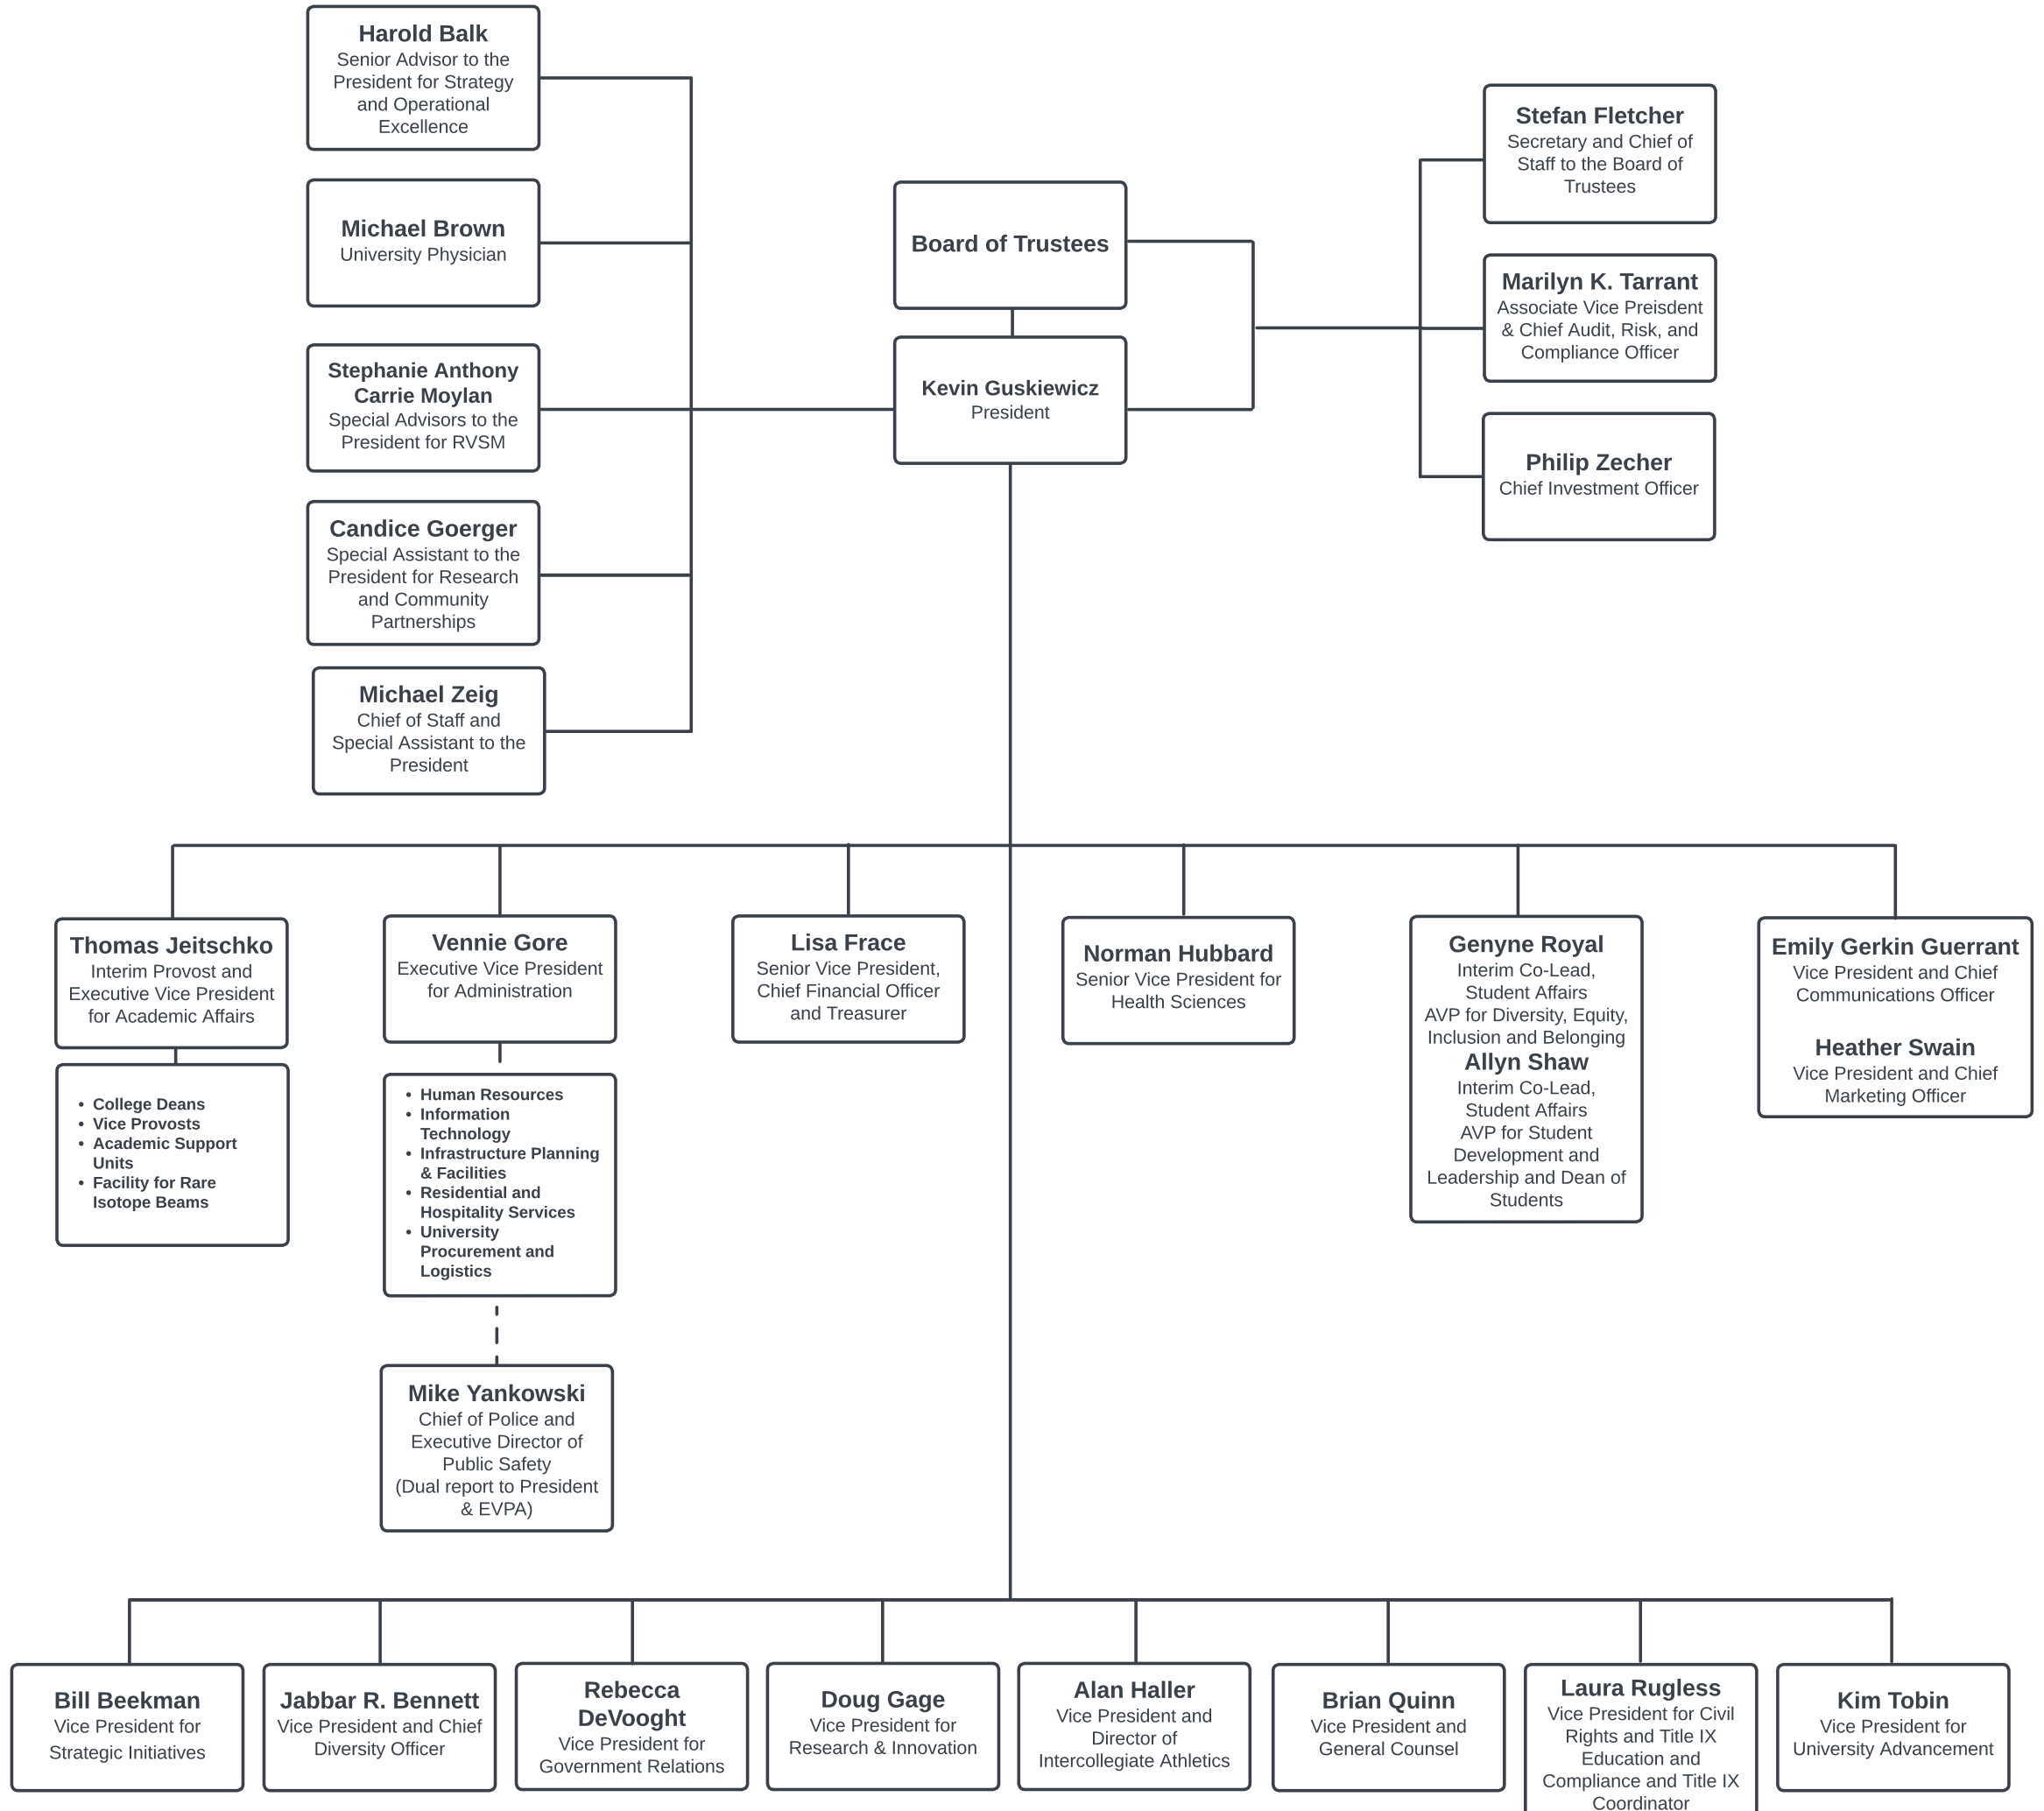 Harold Balk
Senior Advisor to the
President for Strategy
and Operational
Excellence
Michael Brown
University Physician
Stephanie Anthony
Carrie Moylan
Special Advisors to the
President for RVSM
Candice Goerger
Special Assistant to the
President for Research
and Community
Partnerships
Michael Zeig
Chief of Staff and
Special Assistant to the
President
Board of Trustees
Kevin Guskiewicz
President
Stefan Fletcher
Secretary and Chief of
Staff to the Board of
Trustees
Marilyn K. Tarrant
Associate Vice Preisdent
& Chief Audit, Risk, and
Compliance Officer
Philip Zecher
Chief Investment Officer
Thomas Jeitschko
Interim Provost and
Executive Vice President
for Academic Affairs
• College Deans
• Vice Provosts
• Academic Support
Units
• Facility for Rare
Isotope Beams
Vennie Gore
Executive Vice President
for Administration
• Human Resources
• Information
Technology
• Infrastructure Planning
& Facilities
• Residential and
Hospitality Services
• University
Procurement and
Logistics
Mike Yankowski
Chief of Police and
Executive Director of
Public Safety
(Dual report to President
& EVPA)
Lisa Frace
Senior Vice President,
Chief Financial Officer
and Treasurer
Norman Hubbard
Senior Vice President for
Health Sciences
Genyne Royal
Interim Co-Lead,
Student Affairs
AVP for Diversity, Equity,
Inclusion and Belonging
Allyn Shaw
Interim Co-Lead,
Student Affairs
AVP for Student
Development and
Leadership and Dean of
Students
Emily Gerkin Guerrant
Vice President and Chief
Communications Officer
Heather Swain
Vice President and Chief
Marketing Officer
Bill Beekman
Vice President for
Strategic Initiatives
Jabbar R. Bennett
Vice President and Chief
Diversity Officer
Rebecca
DeVooght
Vice President for
Government Relations
Doug Gage
Vice President for
Research & Innovation
Alan Haller
Vice President and
Director of
Intercollegiate Athletics
Brian Quinn
Vice President and
General Counsel
Laura Rugless
Vice President for Civil
Rights and Title IX
Education and
Compliance and Title IX
Coordinator
Kim Tobin
Vice President for
University Advancement